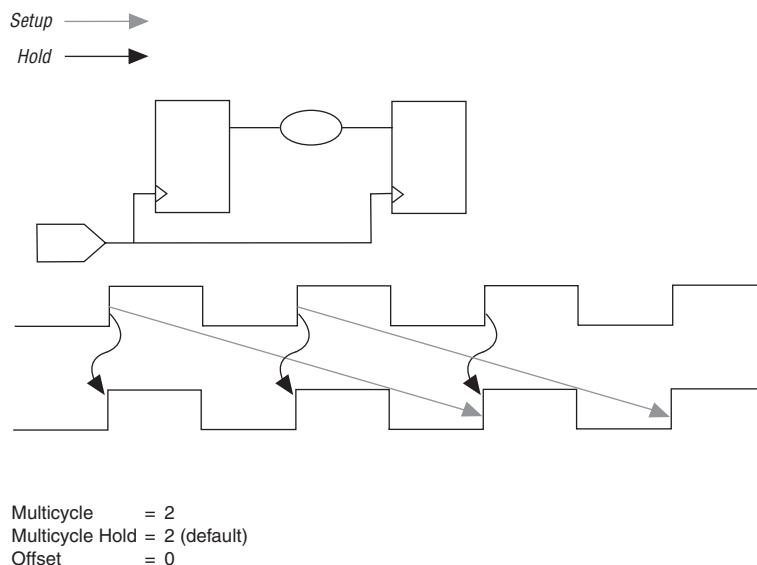 Setup
Hold
Multicycle = 2
Multicycle Hold = 2 (default)
Offset = 0